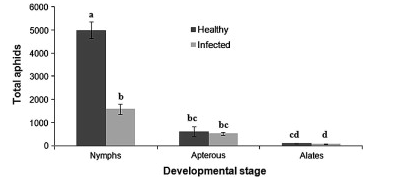 Total aphids
6000
5000
4000
3000
2000
1000
0
a
b
bc
bc
cd
d
Healthy
Infected
Nymphs
Apterous
Alates
Developmental stage